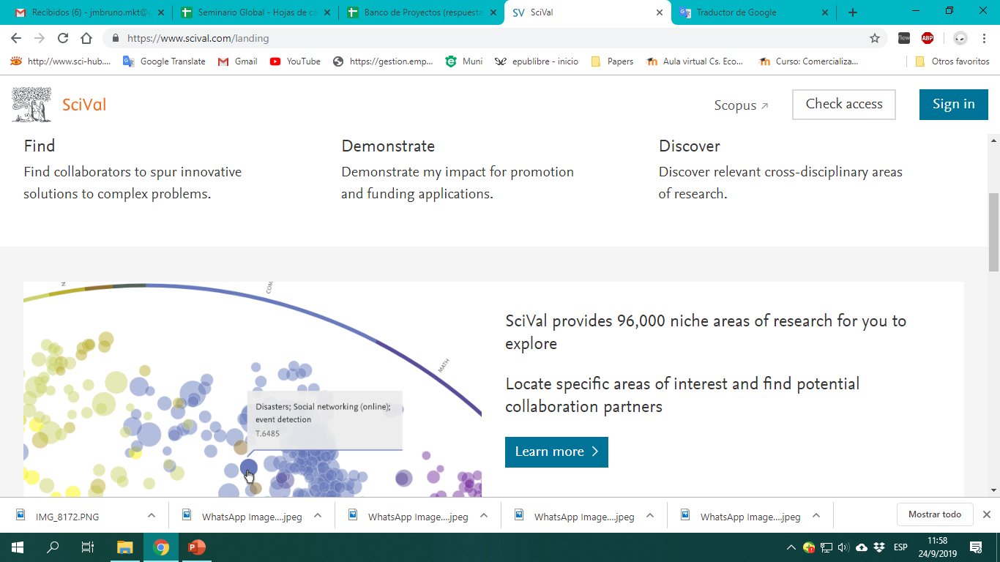 Recibidos (6) - jmbruno.mkt@
Seminario Global - Hojas de cá
Banco de Proyectos (respuesta
SV SciVal
Traductor de Google
https://www.scival.com/landing
flow
ABP
http://www.sci-hub....
Google Translate
Gmail
YouTube
https://gestion.emp...
Muni
epublibre - inicio
Papers
Aula virtual Cs. Eco...
Curso: Comercializa...
Otros favoritos
SciVal
Scopus
Check access
Sign in
Find
Find collaborators to spur innovative
solutions to complex problems.
Demonstrate
Demonstrate my impact for promotion
and funding applications.
Discover
Discover relevant cross-disciplinary areas
of research.
COM
MATH
Disasters; Social networking (online);
event detection
T.6485
SciVal provides 96,000 niche areas of research for you to
explore
Locate specific areas of interest and find potential
collaboration partners
Learn more
IMG_8172.PNG
WhatsApp Image....jpeg
WhatsApp Image....jpeg
WhatsApp Image....jpeg
WhatsApp Image....jpeg
Mostrar todo
ESP
11:58
24/9/2019